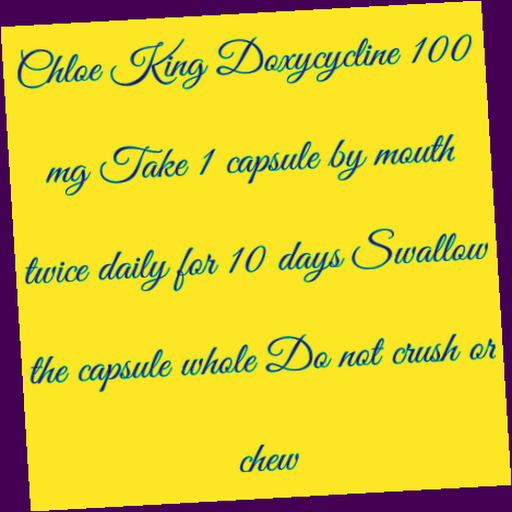 Chloe King Doxycycline 100
mg Take 1 capsule by mouth
twice daily for 10 days Swallow
the capsule whole Do not crush or
chew